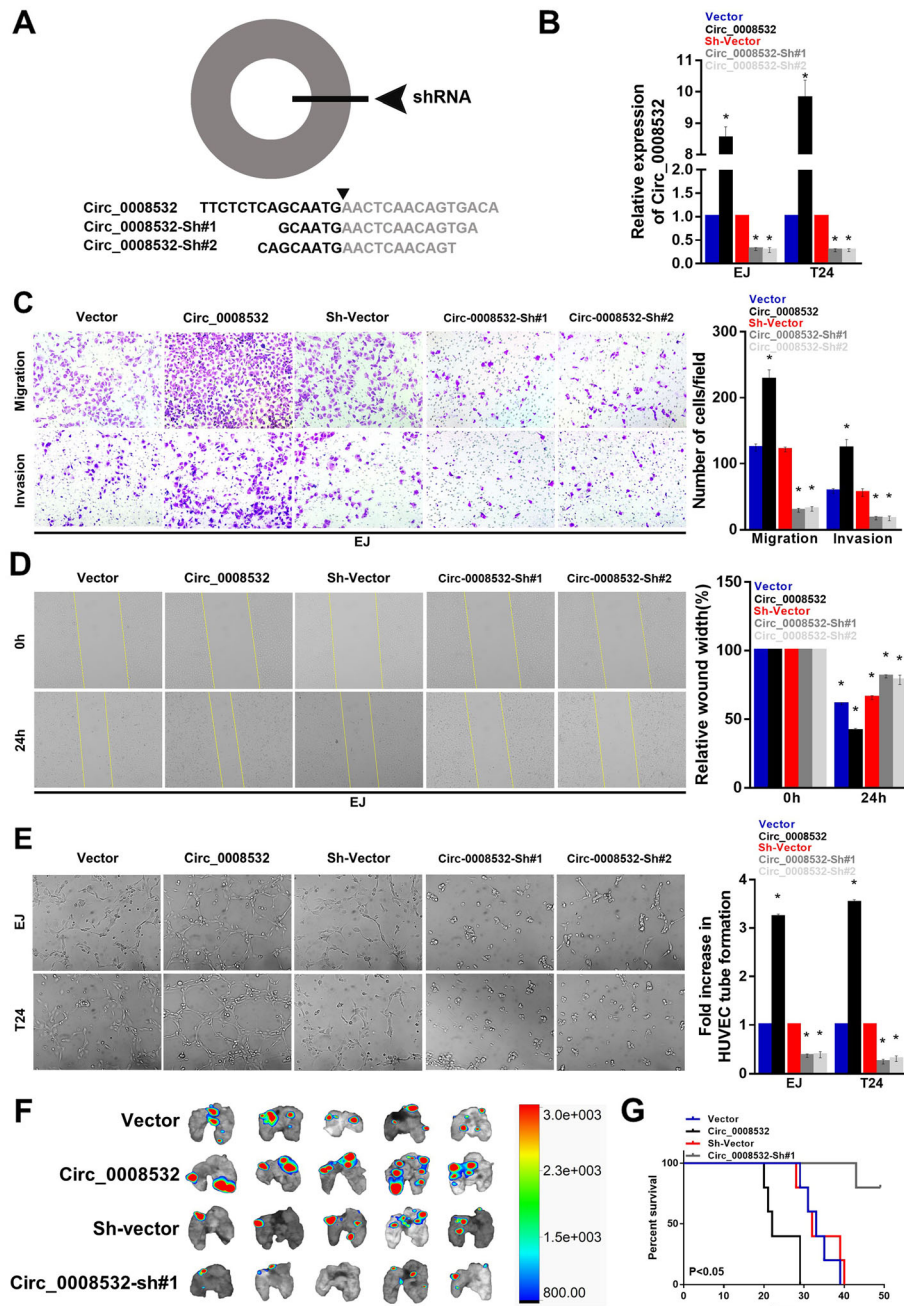 A
shRNA
Circ_0008532 TTCTCTCAGCAATGAACTCAACAGTGACA
Circ_0008532-Sh#1 GCAATGAACTCAACAGTGA
Circ_0008532-Sh#2 CAGCAATGAACTCAACAGT
B
Vector
Circ_0008532
Sh-Vector
Circ_0008532-Sh#1
Circ_0008532-Sh#2
Relative expression
of Circ_0008532
11
10
9
8
2.0
1.5
1.0
0.5
0.0
* * * * * *
EJ T24
C
Vector Circ_0008532 Sh-Vector Circ-0008532-Sh#1 Circ-0008532-Sh#2
Migration
Invasion
EJ
Vector
Circ_0008532
Sh-Vector
Circ_0008532-Sh#1
Circ_0008532-Sh#2
Number of cells/field
300
200
100
0
* * * * * *
Migration Invasion
D
Vector Circ_0008532 Sh-Vector Circ-0008532-Sh#1 Circ-0008532-Sh#2
0h
24h
EJ
Vector
Circ_0008532
Sh-Vector
Circ_0008532-Sh#1
Circ_0008532-Sh#2
Relative wound width(%)
150
100
50
0
* * * * *
0h 24h
E
Vector Circ_0008532 Sh-Vector Circ-0008532-Sh#1 Circ-0008532-Sh#2
EJ
T24
Vector
Circ_0008532
Sh-Vector
Circ_0008532-Sh#1
Circ_0008532-Sh#2
Fold increase in
HUVEC tube formation
4
3
2
1
0
* * * * * *
EJ T24
F
Vector
Circ_0008532
Sh-vector
Circ_0008532-sh#1
3.0e+003
2.3e+003
1.5e+003
800.00
G
Vector
Circ_0008532
Sh-Vector
Circ_0008532-Sh#1
Percent survival
100
50
0
P<0.05
0 10 20 30 40 50